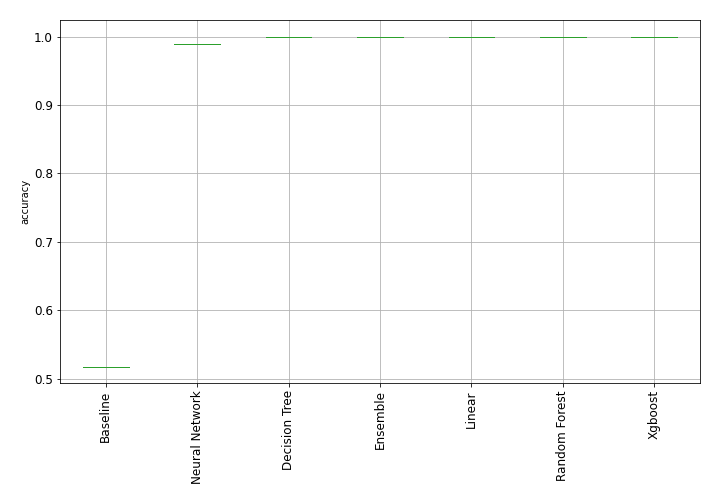 1.0
0.9
0.8
0.7
0.6
0.5
accuracy
Baseline
Neural Network
Decision Tree
Ensemble
Linear
Random Forest
Xgboost